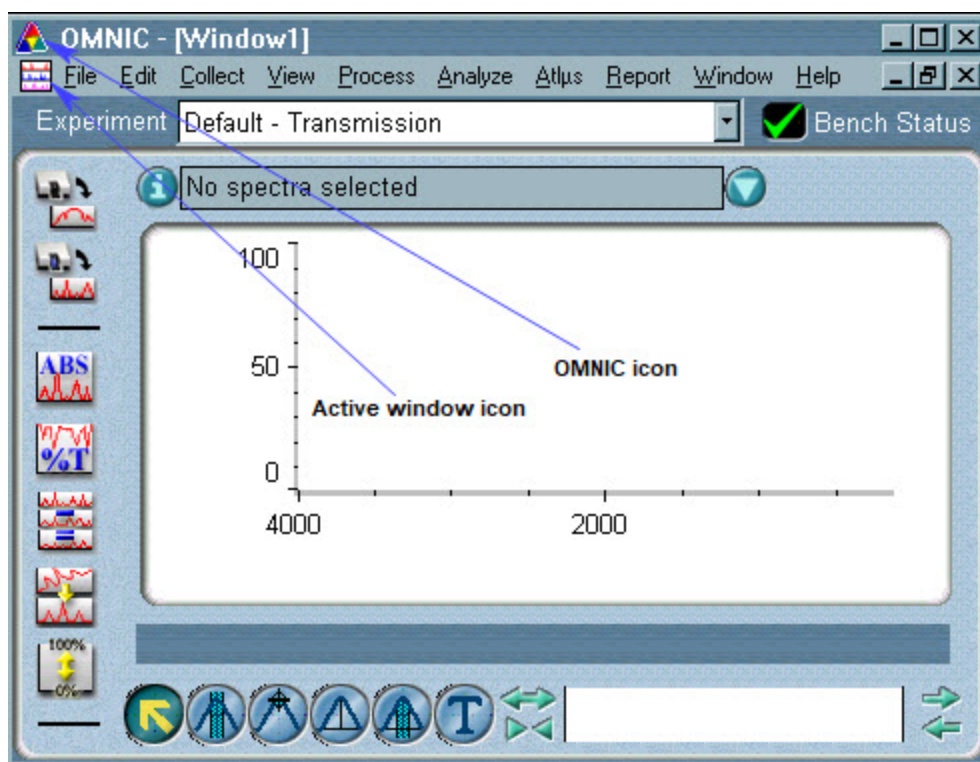 OMNIC - [Window1]
File Edit Collect View Process Analyze Atlµs Report Window Help
Experiment Default - Transmission Bench Status
No spectra selected
100
50
0
4000 2000
OMNIC icon
Active window icon
ABS
%T
100%
0%
T